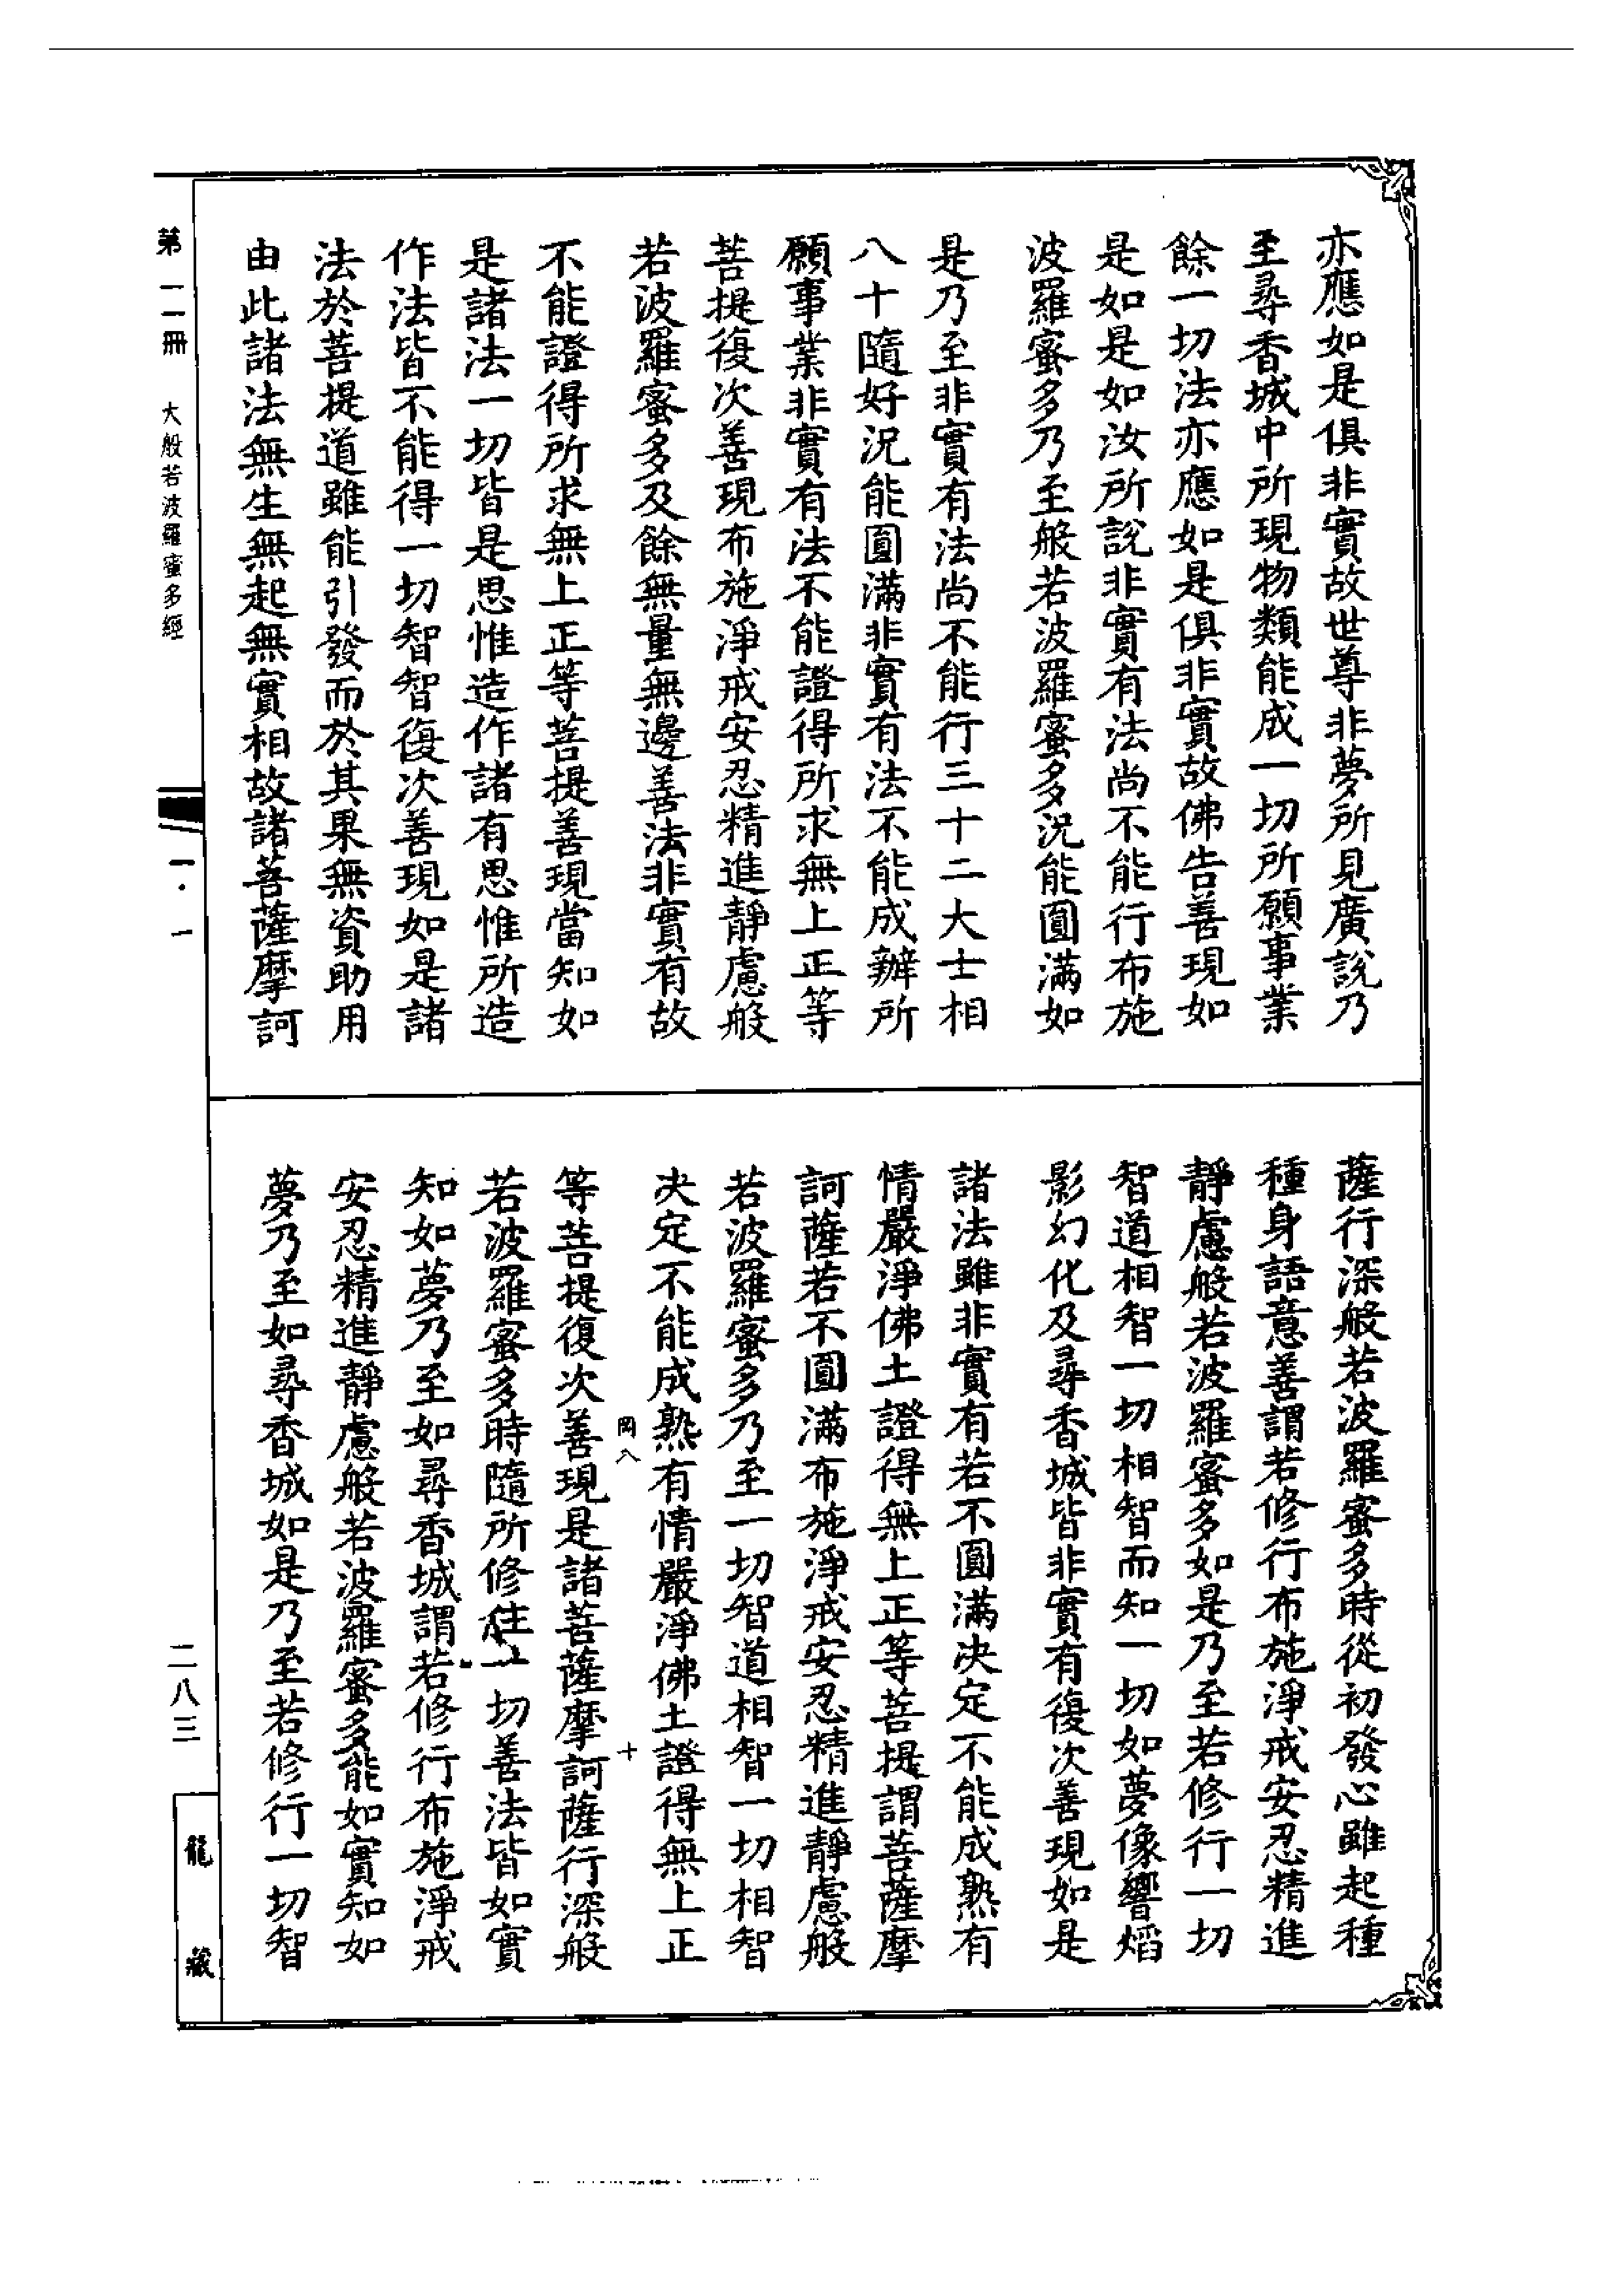 亦應如是俱非實故世尊非夢所見廣說乃
至尋香城中所現物類能成一切所願事業
餘一切法亦應如是俱非實故佛告善現如
是如是如汝所說非實有法尚不能行布施
波羅蜜多乃至般若波羅蜜多況能圓滿如
是乃至非實有法尚不能行三十二大士相
八十隨好況能圓滿非實有法不能成辦所
願事業非實有法不能證得所求無上正等
菩提復次善現布施淨戒安忍精進靜慮般
若波羅蜜多及餘無量無邊善法非實有故
不能證得所求無上正等菩提善現當知如
是諸法一切皆是思惟造作諸有思惟所造
作法皆不能得一切智智復次善現如是諸
法於菩提道雖能引發而於其果無資助用
由此諸法無生無起無實相故諸菩薩摩訶
薩行深般若波羅蜜多時從初發心雖起種
種身語意善謂若修行布施淨戒安忍精進
靜慮般若波羅蜜多如是乃至若修行一切
智道相智一切相智而知一切如夢像響焰
影幻化及尋香城皆非實有復次善現如是
諸法雖非實有若不圓滿決定不能成熟有
情嚴淨佛土證得無上正等菩提謂菩薩摩
訶薩若不圓滿布施淨戒安忍精進靜慮般
若波羅蜜多乃至一切智道相智一切相智
決定不能成熟有情嚴淨佛土證得無上正
岡八 十
等菩提復次善現是諸菩薩摩訶薩行深般
若波羅蜜多時隨所修住一切善法皆如實
知如夢乃至如尋香城謂若修行布施淨戒
安忍精進靜慮般若波羅蜜多能如實知如
夢乃至如尋香城如是乃至若修行一切智
第一一冊 大般若波羅蜜多經
一·一
二八三
龍藏